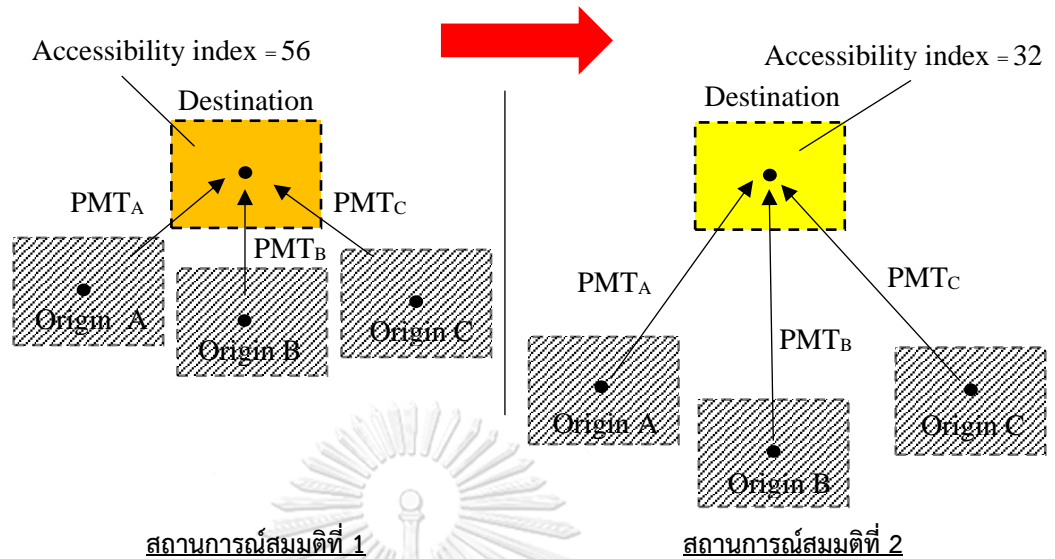 Accessibility index = 56
Destination
PMTA
PMTC
PMTB
Origin A
Origin B
Origin C
สถานการณ์สมมติที่ 1
Accessibility index = 32
Destination
PMTA
PMTC
PMTB
Origin A
Origin C
Origin B
สถานการณ์สมมติที่ 2